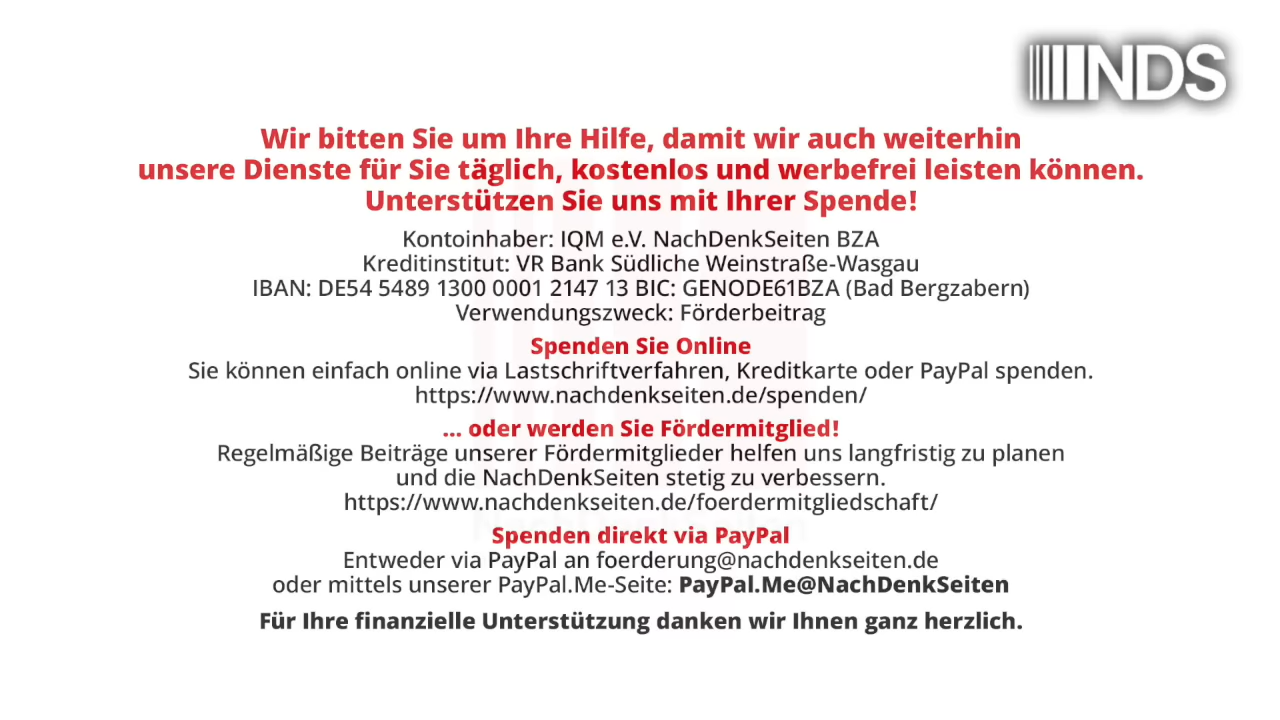 NDS
Wir bitten Sie um Ihre Hilfe, damit wir auch weiterhin
unsere Dienste für Sie täglich, kostenlos und werbefrei leisten können.
Unterstützen Sie uns mit Ihrer Spende!
Kontoinhaber: IQM e.V. NachDenkSeiten BZA
Kreditinstitut: VR Bank Südliche Weinstraße-Wasgau
IBAN: DE54 5489 1300 0001 2147 13 BIC: GENODE61BZA (Bad Bergzabern)
Verwendungszweck: Förderbeitrag
Spenden Sie Online
Sie können einfach online via Lastschriftverfahren, Kreditkarte oder PayPal spenden.
https://www.nachdenkseiten.de/spenden/
... oder werden Sie Fördermitglied!
Regelmäßige Beiträge unserer Fördermitglieder helfen uns langfristig zu planen
und die NachDenkSeiten stetig zu verbessern.
https://www.nachdenkseiten.de/foerdermitgliedschaft/
Spenden direkt via PayPal
Entweder via PayPal an foerderung@nachdenkseiten.de
oder mittels unserer PayPal.Me-Seite: PayPal.Me@NachDenkSeiten
Für Ihre finanzielle Unterstützung danken wir Ihnen ganz herzlich.